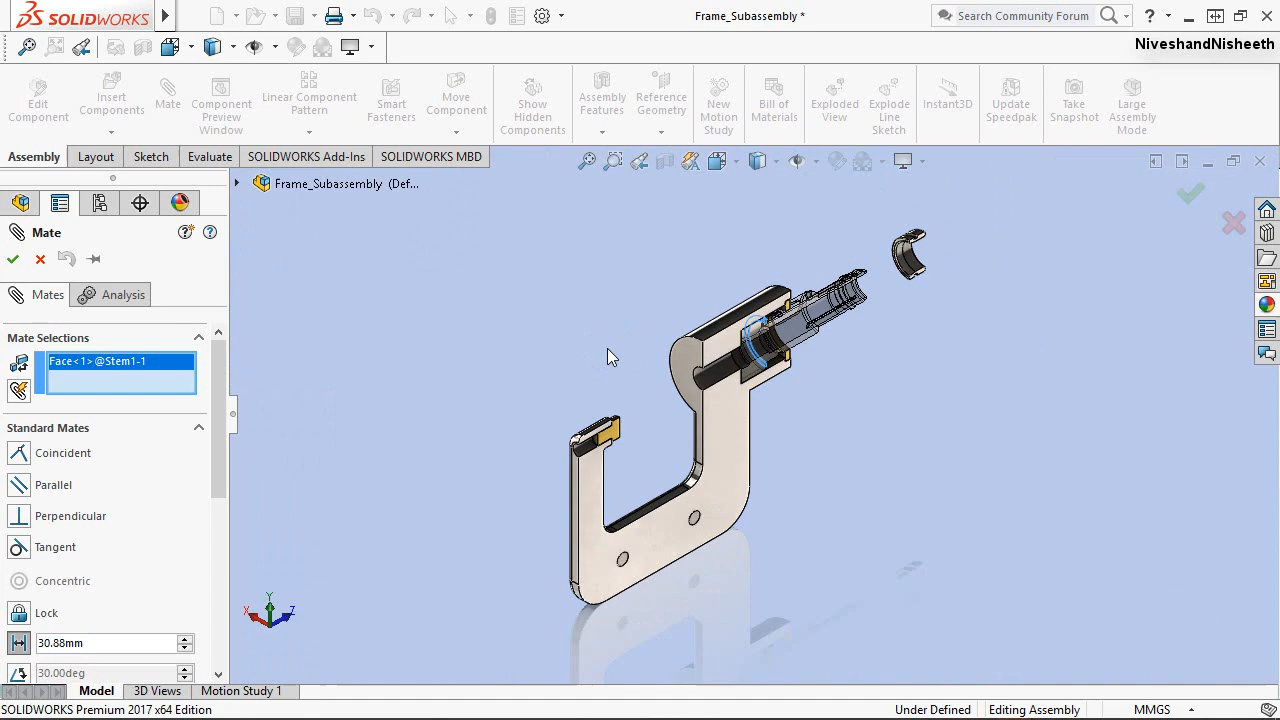 SOLIDWORKS
Frame_Subassembly *
Search Community Forum
?
NiveshandNisheeth
Edit Component
Insert Components
Mate
Component Preview Window
Linear Component Pattern
Smart Fasteners
Move Component
Show Hidden Components
Assembly Features
Reference Geometry
New Motion Study
Bill of Materials
Exploded View
Explode Line Sketch
Instant3D
Update Speedpak
Take Snapshot
Large Assembly Mode
Assembly
Layout
Sketch
Evaluate
SOLIDWORKS Add-Ins
SOLIDWORKS MBD
Frame_Subassembly (Def...
Mate
Mates
Analysis
Mate Selections
Face<1>@Stem1-1
Standard Mates
Coincident
Parallel
Perpendicular
Tangent
Concentric
Lock
30.88mm
30.00deg
Y
X
Z
Model
3D Views
Motion Study 1
SOLIDWORKS Premium 2017 x64 Edition
Under Defined
Editing Assembly
MMGS